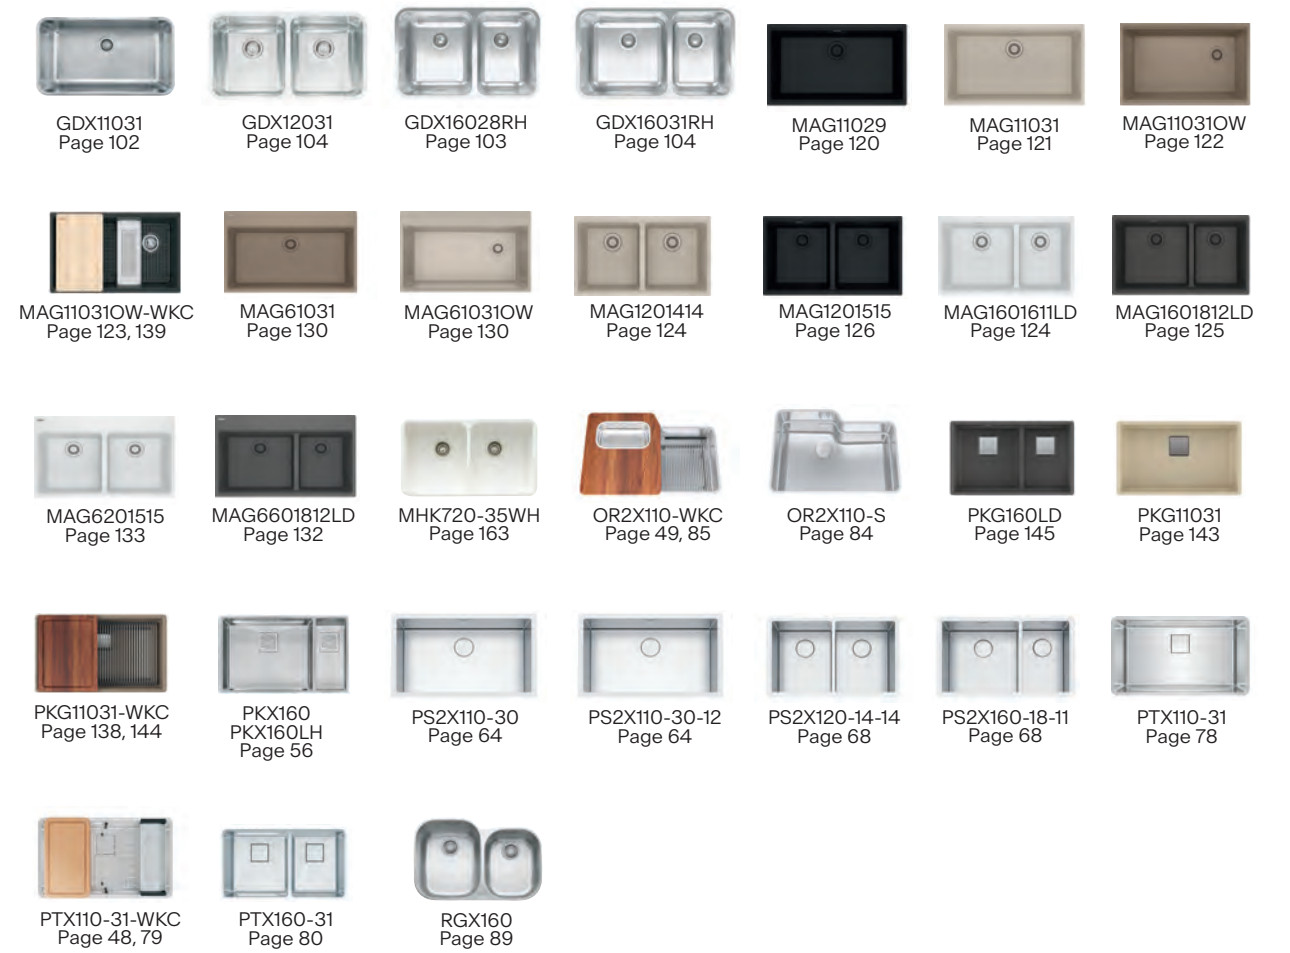 GDX11031
Page 102
GDX12031
Page 104
GDX16028RH
Page 103
GDX16031RH
Page 104
MAG11029
Page 120
MAG11031
Page 121
MAG11031OW
Page 122
MAG11031OW-WKC
Page 123, 139
MAG61031
Page 130
MAG61031OW
Page 130
MAG1201414
Page 124
MAG1201515
Page 126
MAG1601611LD
Page 124
MAG1601812LD
Page 125
MAG6201515
Page 133
MAG6601812LD
Page 132
MHK720-35WH
Page 163
OR2X110-WKC
Page 49, 85
OR2X110-S
Page 84
PKG160LD
Page 145
PKG11031
Page 143
PKG11031-WKC
Page 138, 144
PKX160
PKX160LH
Page 56
PS2X110-30
Page 64
PS2X110-30-12
Page 64
PS2X120-14-14
Page 68
PS2X160-18-11
Page 68
PTX110-31
Page 78
PTX110-31-WKC
Page 48, 79
PTX160-31
Page 80
RGX160
Page 89